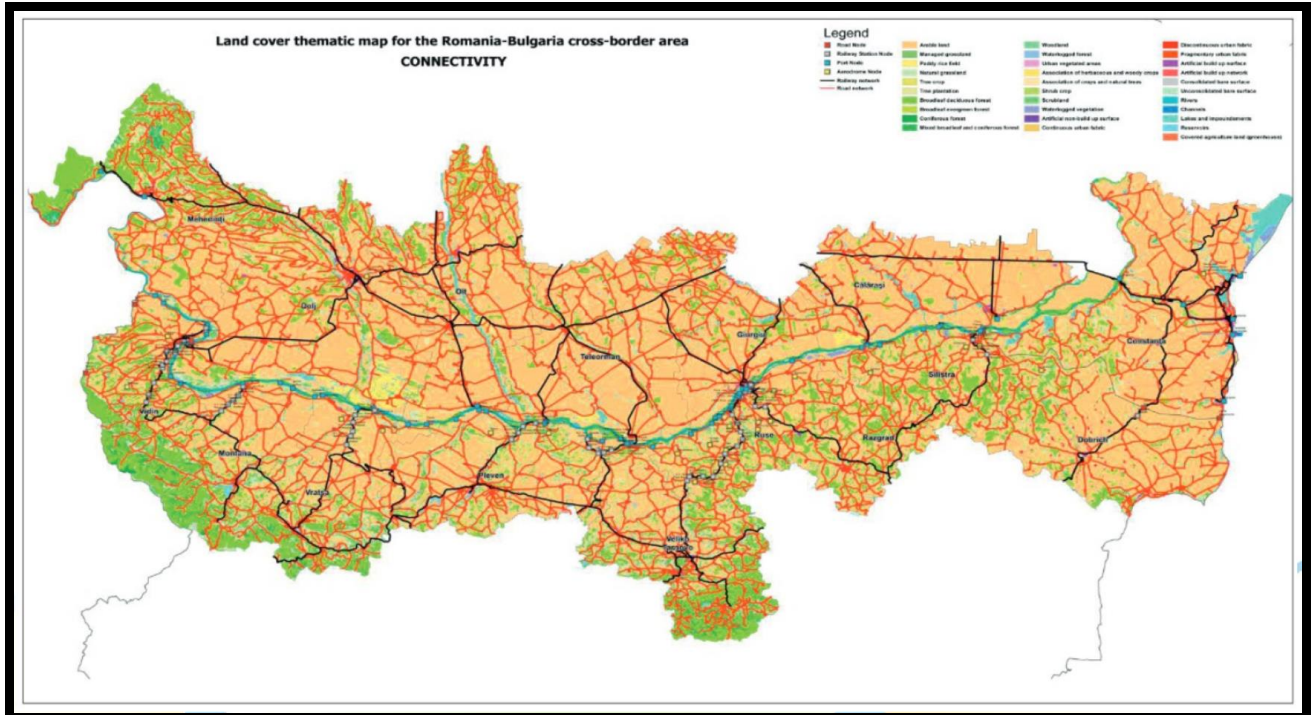 Land cover thematic map for the Romania-Bulgaria cross-border area
CONNECTIVITY
Legend
Road Node
Railway Station Node
Port Node
Aerodrome Node
Railway network
Road network
Arable land
Managed grassland
Paddy rice field
Natural grassland
Tree crop
Tree plantation
Broadleaf deciduous forest
Broadleaf evergreen forest
Coniferous forest
Mixed broadleaf and coniferous forest
Woodland
Waterlogged forest
Urban vegetated areas
Association of herbaceous and woody crops
Association of crops and natural trees
Shrub crop
Scrubland
Waterlogged vegetation
Artificial non-build up surface
Continuous urban fabric
Discontinuous urban fabric
Fragmentary urban fabric
Artificial build up surface
Artificial build up network
Consolidated bare surface
Unconsolidated bare surface
Rivers
Channels
Lakes and impoundments
Reservoirs
Covered agriculture land (greenhouses)
Mehedinti
Dolj
Olt
Teleorman
Giurgiu
Calarasi
Constanta
Silistra
Vidin
Montana
Vratsa
Pleven
Ruse
Razgrad
Dobrich
Veliko